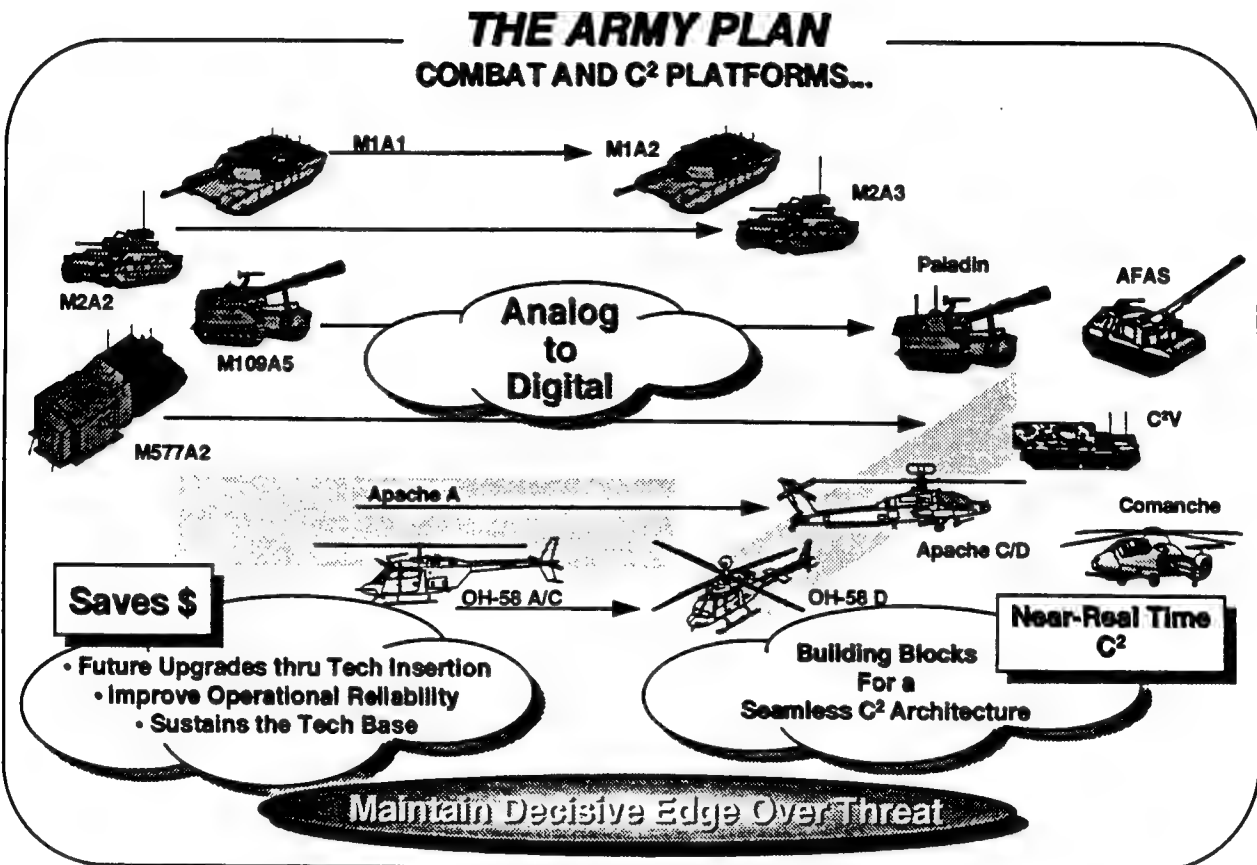 THE ARMY PLAN
COMBAT AND C² PLATFORMS...
M1A1
M1A2
M2A3
M2A2
Paladin
AFAS
Analog
to
Digital
M109A5
M577A2
C²V
Apache A
Comanche
Apache C/D
OH-58 A/C
OH-58 D
Saves $
• Future Upgrades thru Tech Insertion
• Improve Operational Reliability
• Sustains the Tech Base
Near-Real Time
C²
Building Blocks
For a
Seamless C² Architecture
Maintain Decisive Edge Over Threat